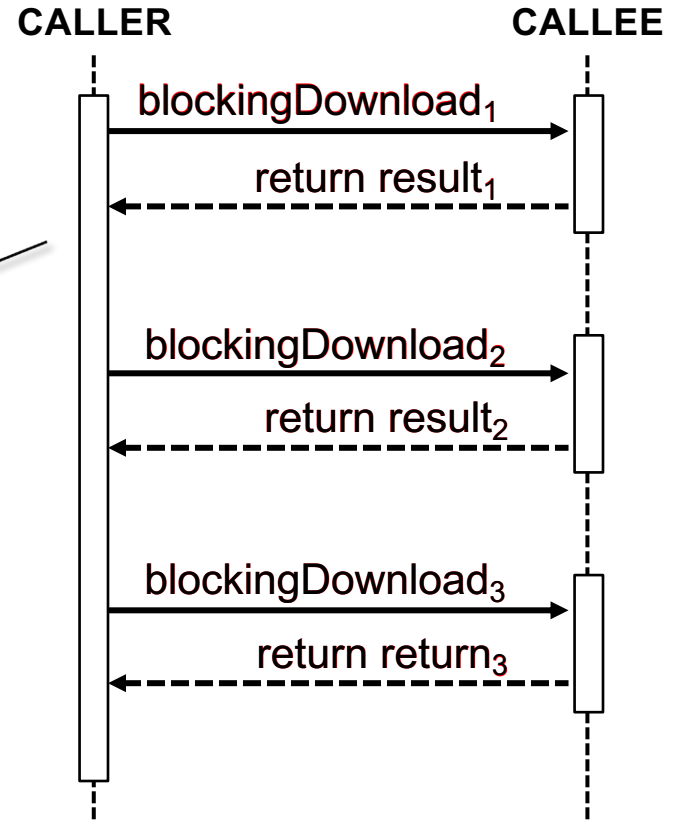 CALLER CALLEE
blockingDownload₁
return result₁
blockingDownload₂
return result₂
blockingDownload₃
return return₃